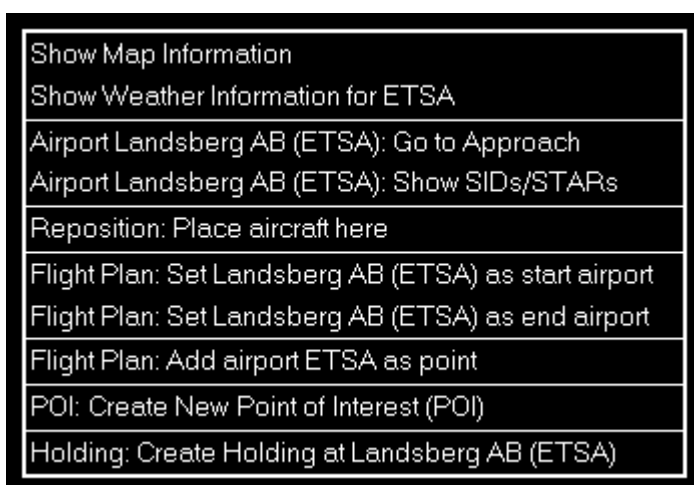 Show Map Information
Show Weather Information for ETSA
Airport Landsberg AB (ETSA): Go to Approach
Airport Landsberg AB (ETSA): Show SIDs/STARs
Reposition: Place aircraft here
Flight Plan: Set Landsberg AB (ETSA) as start airport
Flight Plan: Set Landsberg AB (ETSA) as end airport
Flight Plan: Add airport ETSA as point
POI: Create New Point of Interest (POI)
Holding: Create Holding at Landsberg AB (ETSA)